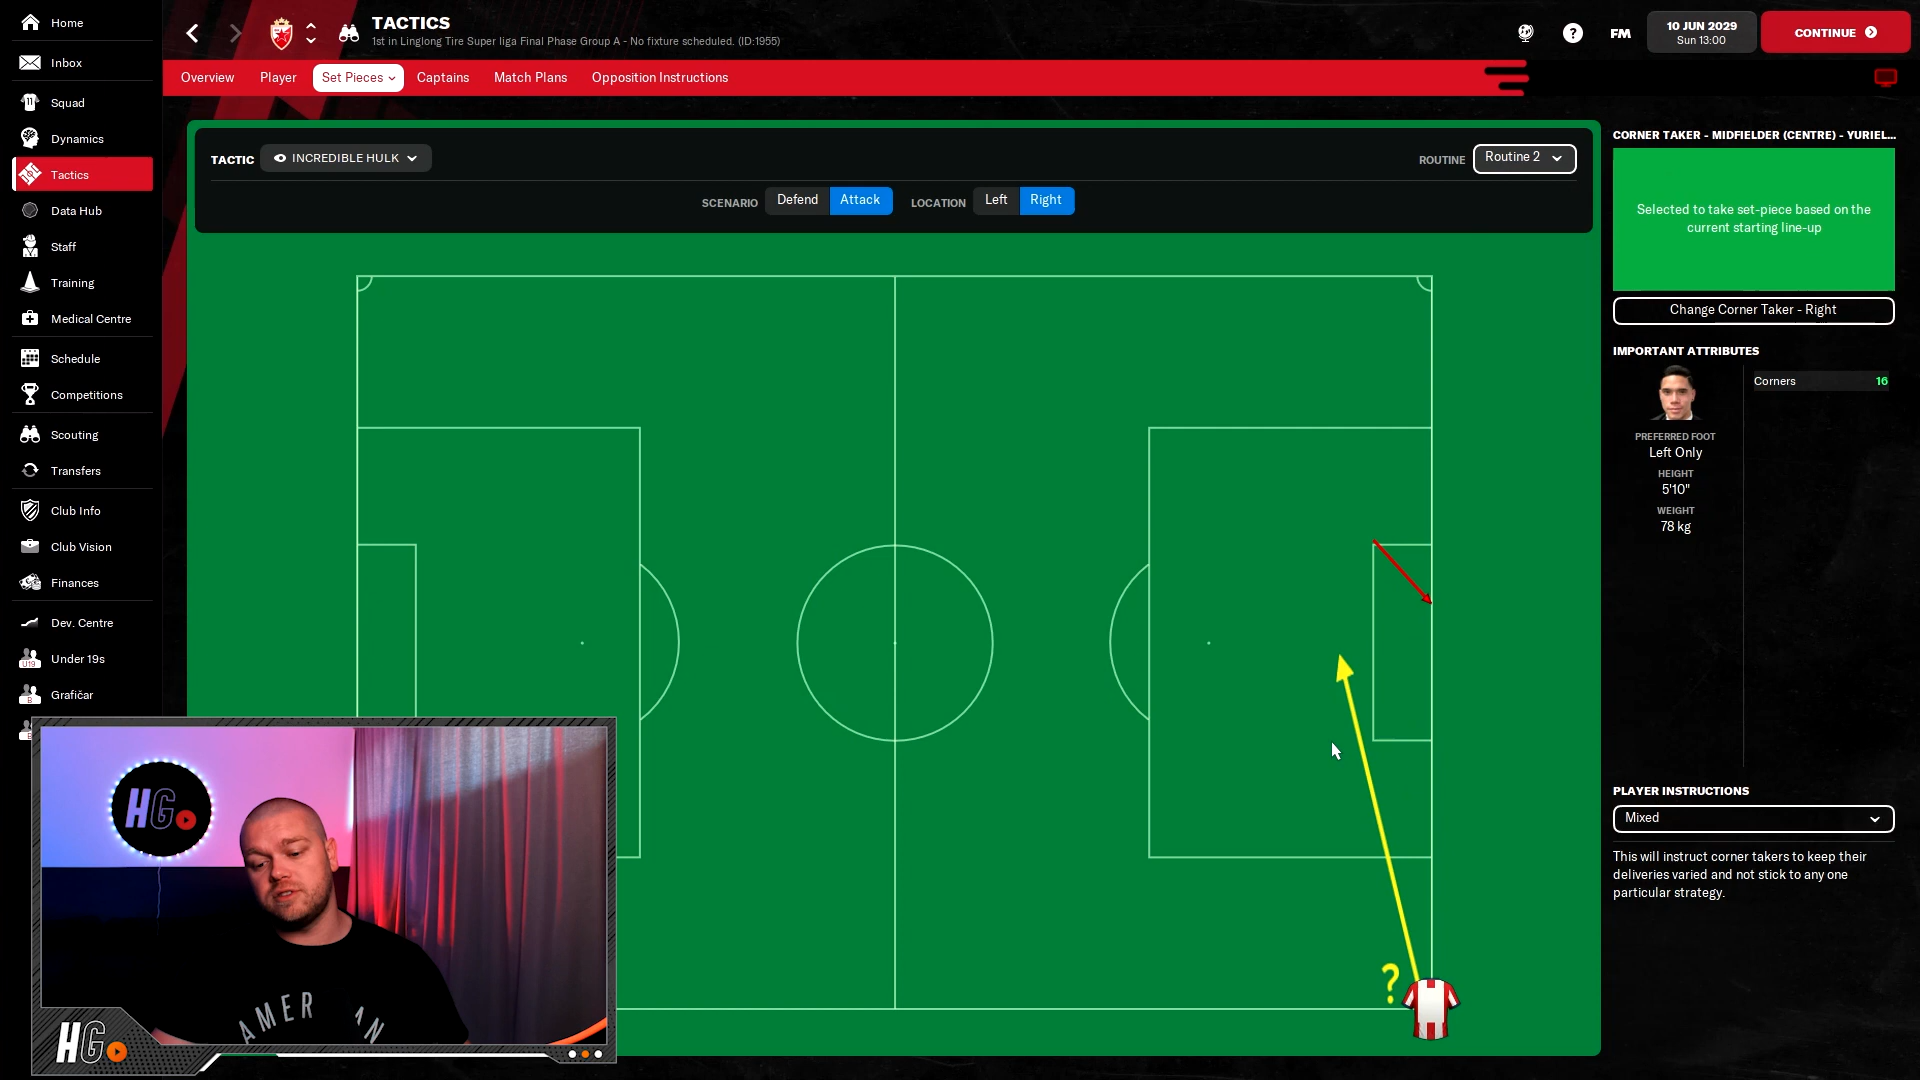 Home
Inbox
Squad
Dynamics
Tactics
Data Hub
Staff
Training
Medical Centre
Schedule
Competitions
Scouting
Transfers
Club Info
Club Vision
Finances
Dev. Centre
Under 19s
U19
Grafičar
B
TACTICS
1st in Linglong Tire Super liga Final Phase Group A - No fixture scheduled. (ID:1955)
?
FM
10 JUN 2029
Sun 13:00
CONTINUE
Overview
Player
Set Pieces
Captains
Match Plans
Opposition Instructions
TACTIC
INCREDIBLE HULK
ROUTINE
Routine 2
SCENARIO
Defend
Attack
LOCATION
Left
Right
?
CORNER TAKER - MIDFIELDER (CENTRE) - YURIEL...
Selected to take set-piece based on the
current starting line-up
Change Corner Taker - Right
IMPORTANT ATTRIBUTES
Corners 16
PREFERRED FOOT
Left Only
HEIGHT
5'10"
WEIGHT
78 kg
PLAYER INSTRUCTIONS
Mixed
This will instruct corner takers to keep their
deliveries varied and not stick to any one
particular strategy.
HG
AMER AN
HG